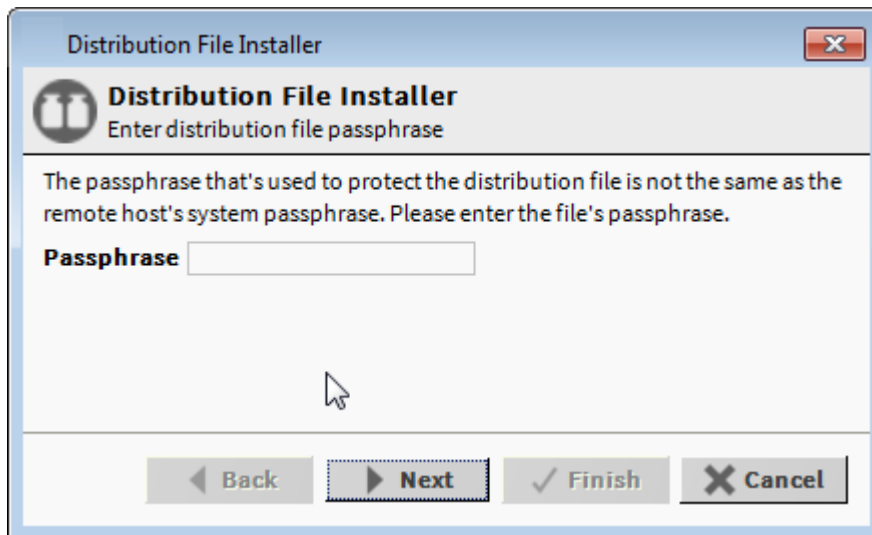 Distribution File Installer
Distribution File Installer
Enter distribution file passphrase
The passphrase that's used to protect the distribution file is not the same as the
remote host's system passphrase. Please enter the file's passphrase.
Passphrase
Back Next Finish Cancel